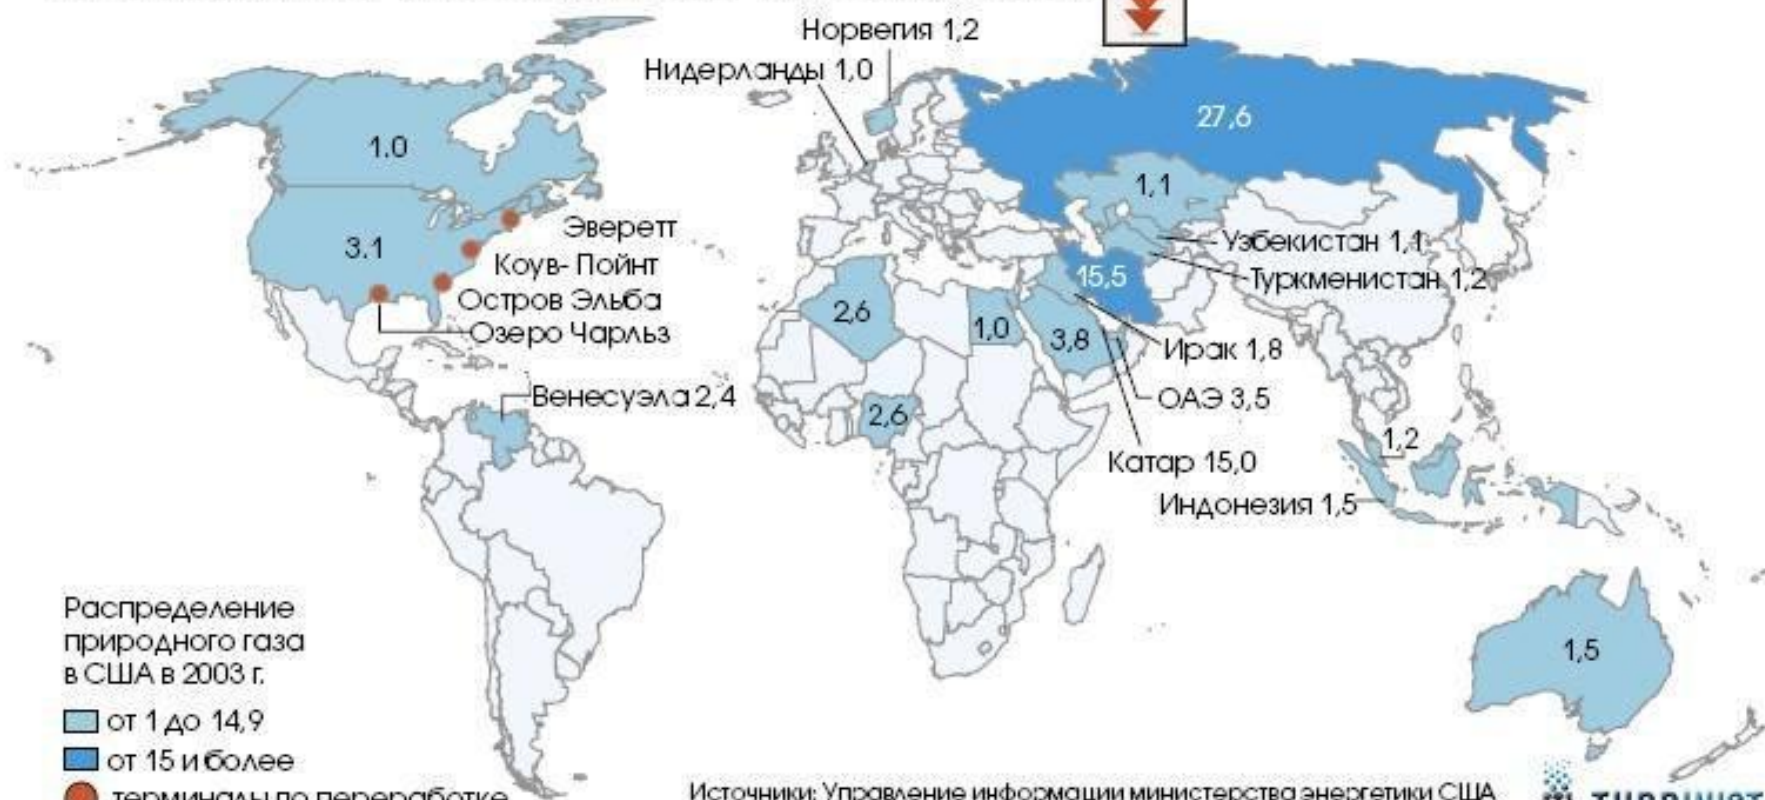 Норвегия 1,2
Нидерланды 1,0
27,6
1.0
1,1
3.1
Эверетт
Коув- Пойнт
Остров Эльба
Озеро Чарльз
Узбекистан 1,1
Туркменистан 1,2
15,5
2,6
1,0
3,8
Ирак 1,8
ОАЭ 3,5
Венесуэла 2,4
2,6
1,2
Катар 15,0
Индонезия 1,5
1,5
Распределение
природного газа
в США в 2003 г.
от 1 до 14,9
от 15 и более
терминалы по переработке
Источники: Управление информации министерства энергетики США